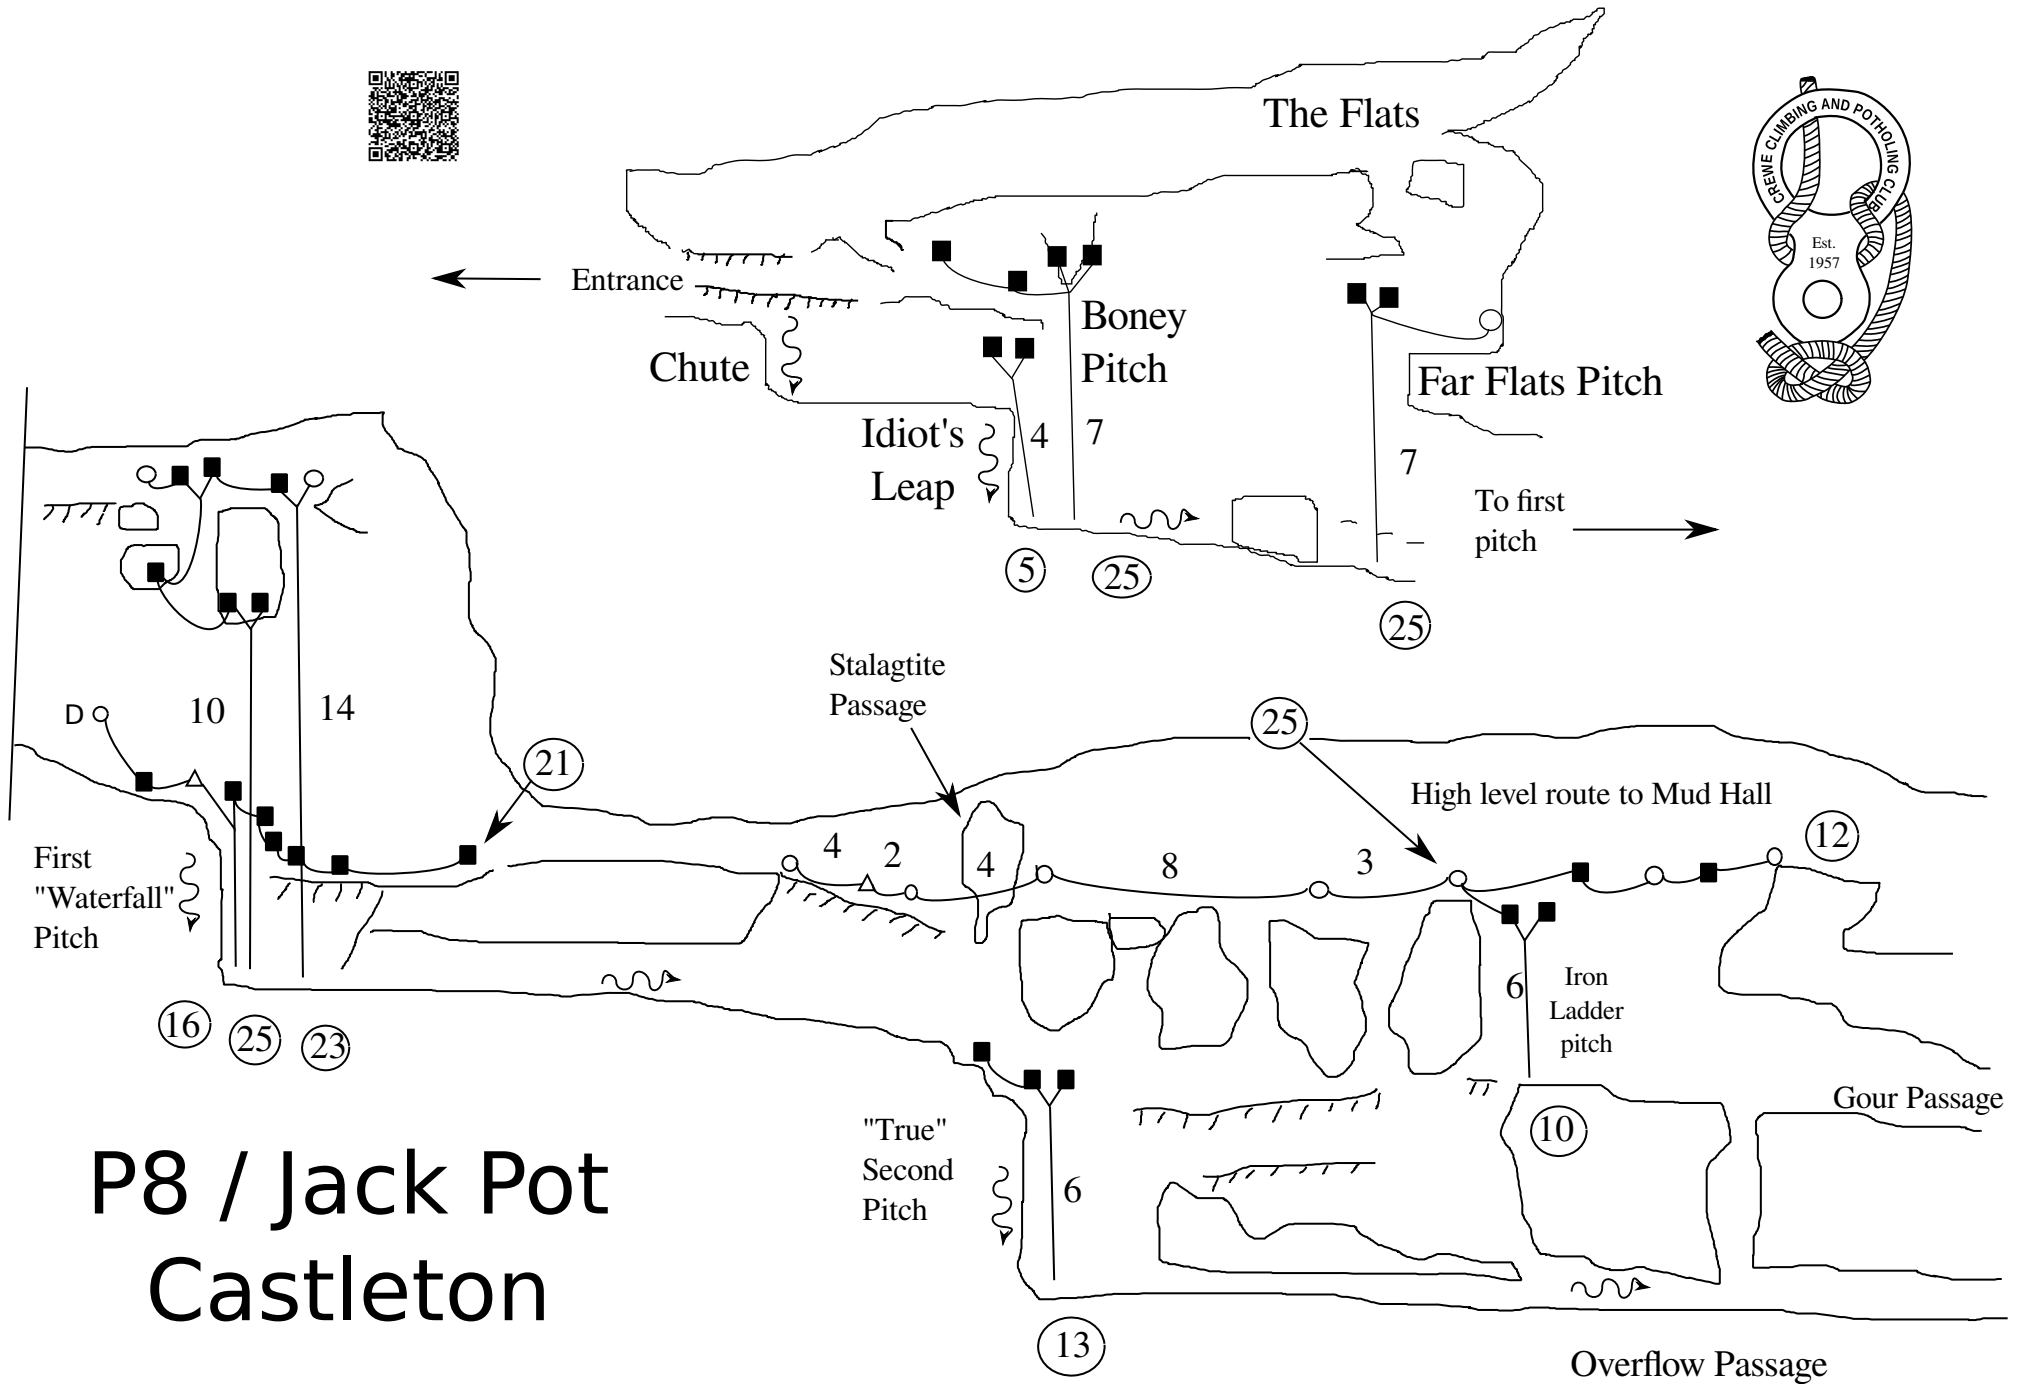 The Flats
CREWE CLIMBING AND POTHOLING CLUB
Est.
1957
Entrance
Boney
Pitch
Chute
Far Flats Pitch
Idiot's
Leap
4
7
7
To first
pitch
5
25
25
Stalagtite
Passage
10
14
D
21
25
High level route to Mud Hall
12
4
2
4
8
3
First
"Waterfall"
Pitch
6
Iron
Ladder
pitch
16
25
23
Gour Passage
"True"
Second
Pitch
6
10
P8 / Jack Pot
Castleton
13
Overflow Passage